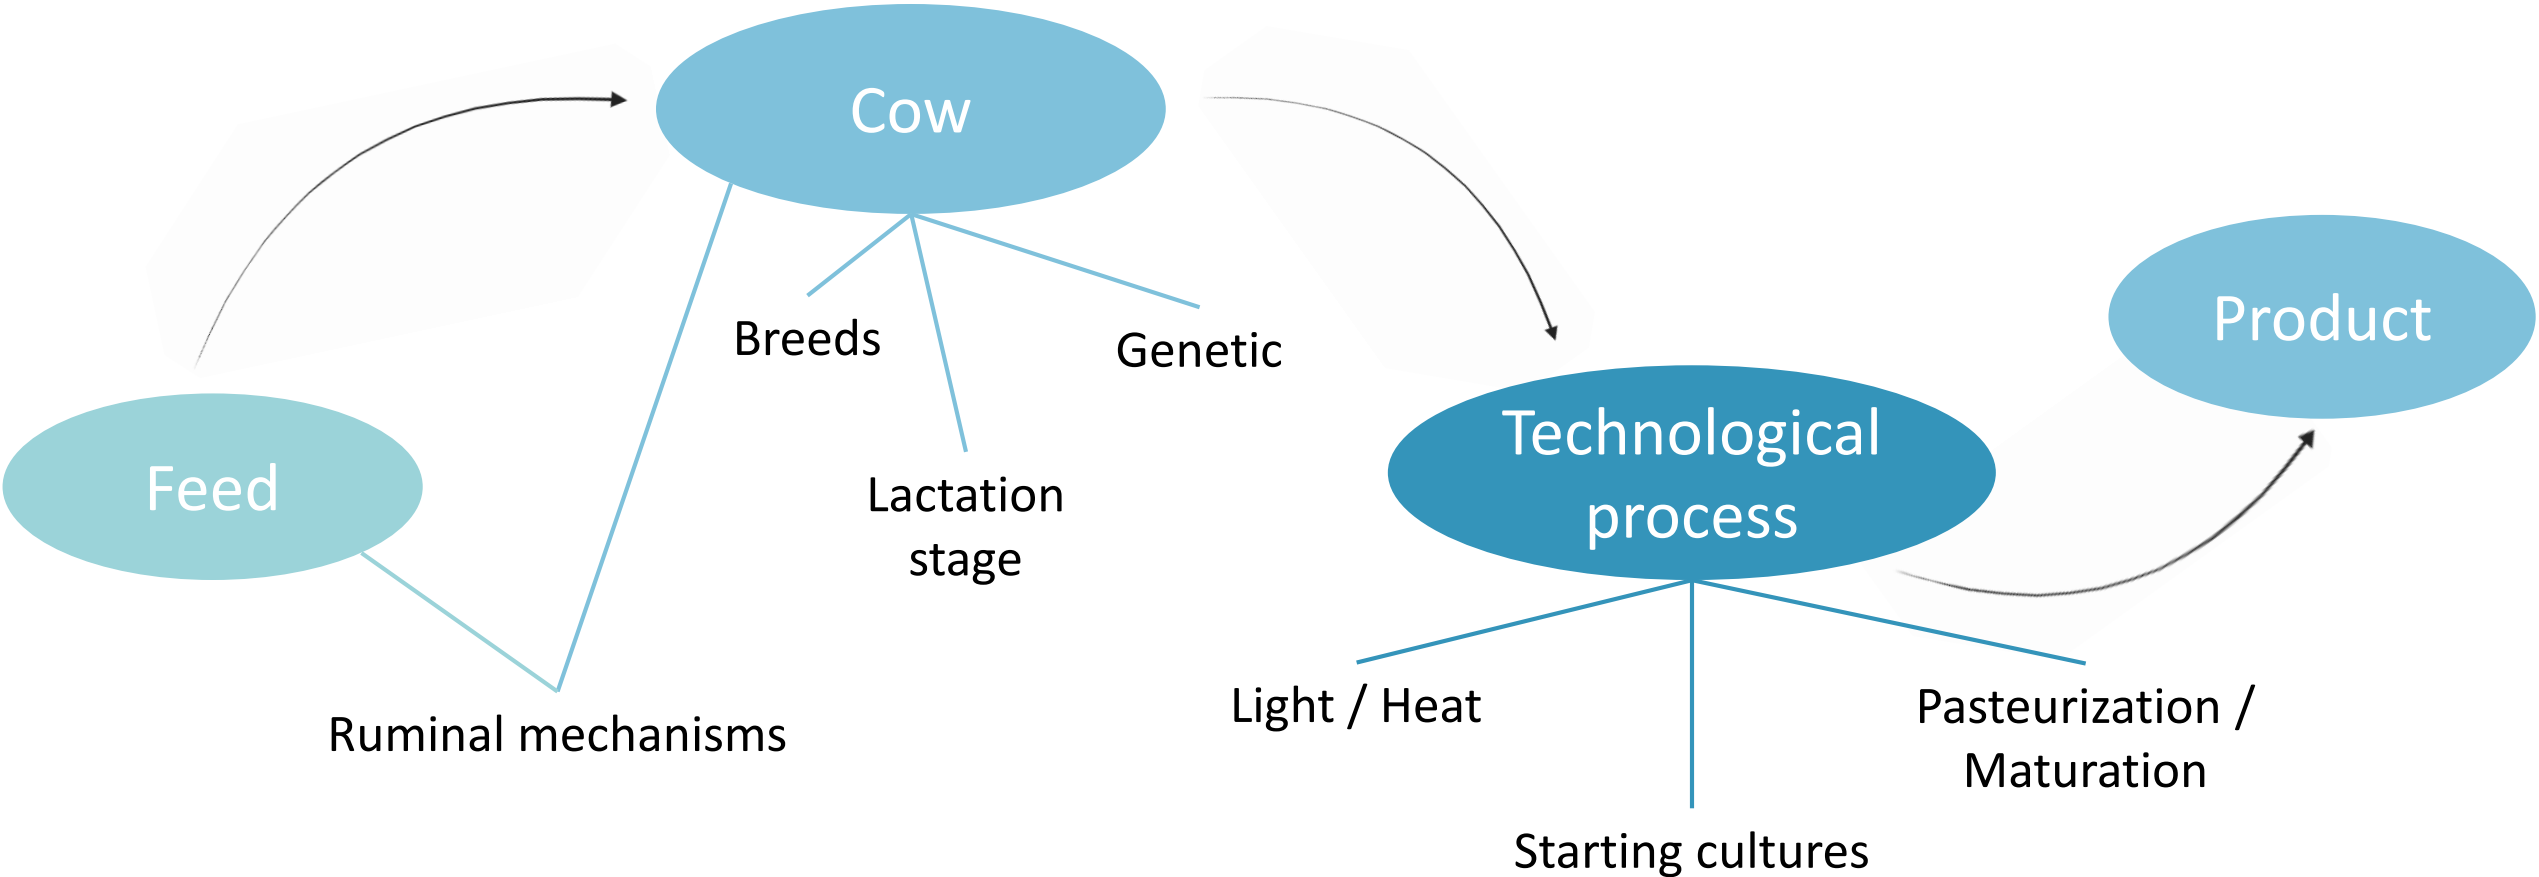 Cow
Feed
Breeds
Genetic
Lactation
stage
Ruminal mechanisms
Technological
process
Light / Heat
Starting cultures
Pasteurization /
Maturation
Product